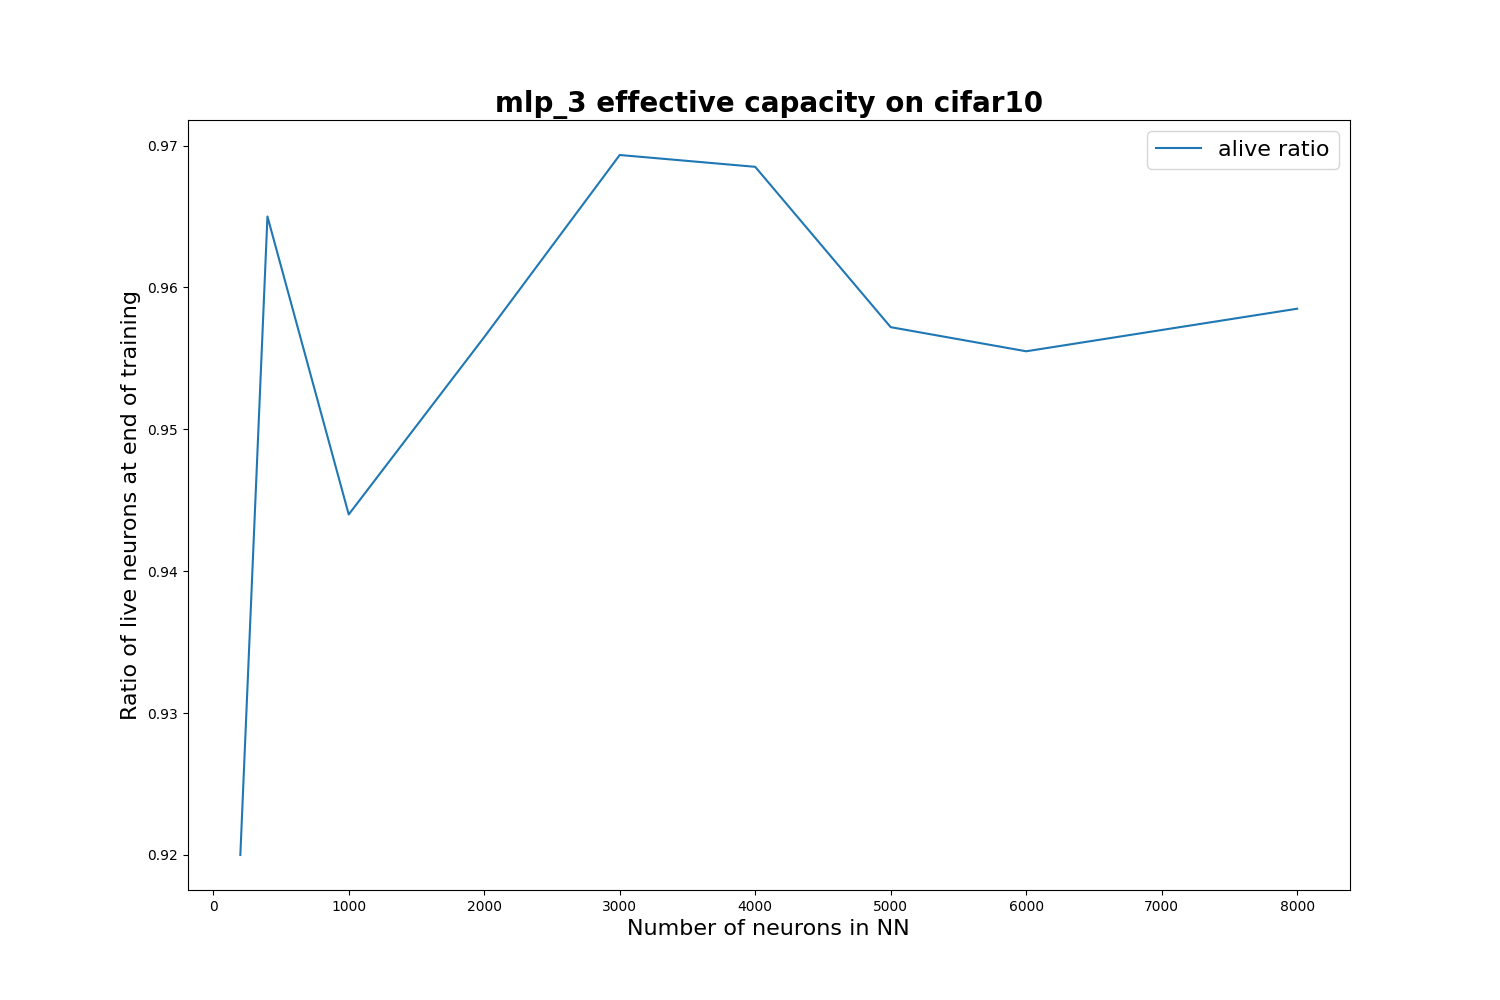 mlp_3 effective capacity on cifar10
alive ratio
Ratio of live neurons at end of training
0.97
0.96
0.95
0.94
0.93
0.92
0 1000 2000 3000 4000 5000 6000 7000 8000
Number of neurons in NN